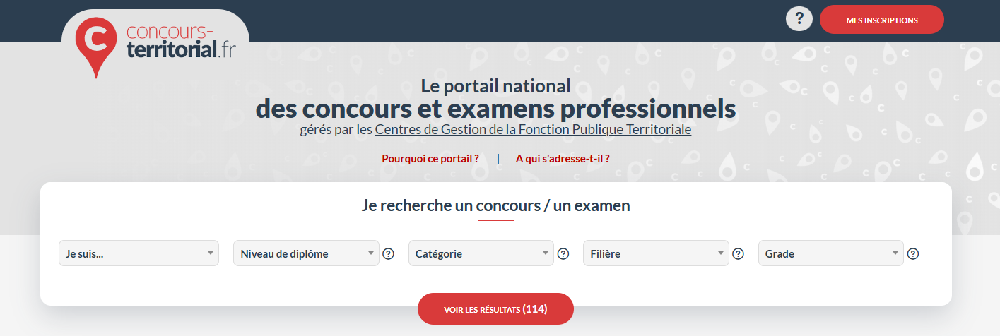 c
concours-
territorial.fr
?
MES INSCRIPTIONS
Le portail national
des concours et examens professionnels
gérés par les Centres de Gestion de la Fonction Publique Territoriale
Pourquoi ce portail ? | A qui s'adresse-t-il ?
Je recherche un concours / un examen
Je suis...
Niveau de diplôme ?
Catégorie ?
Filière ?
Grade ?
VOIR LES RÉSULTATS (114)